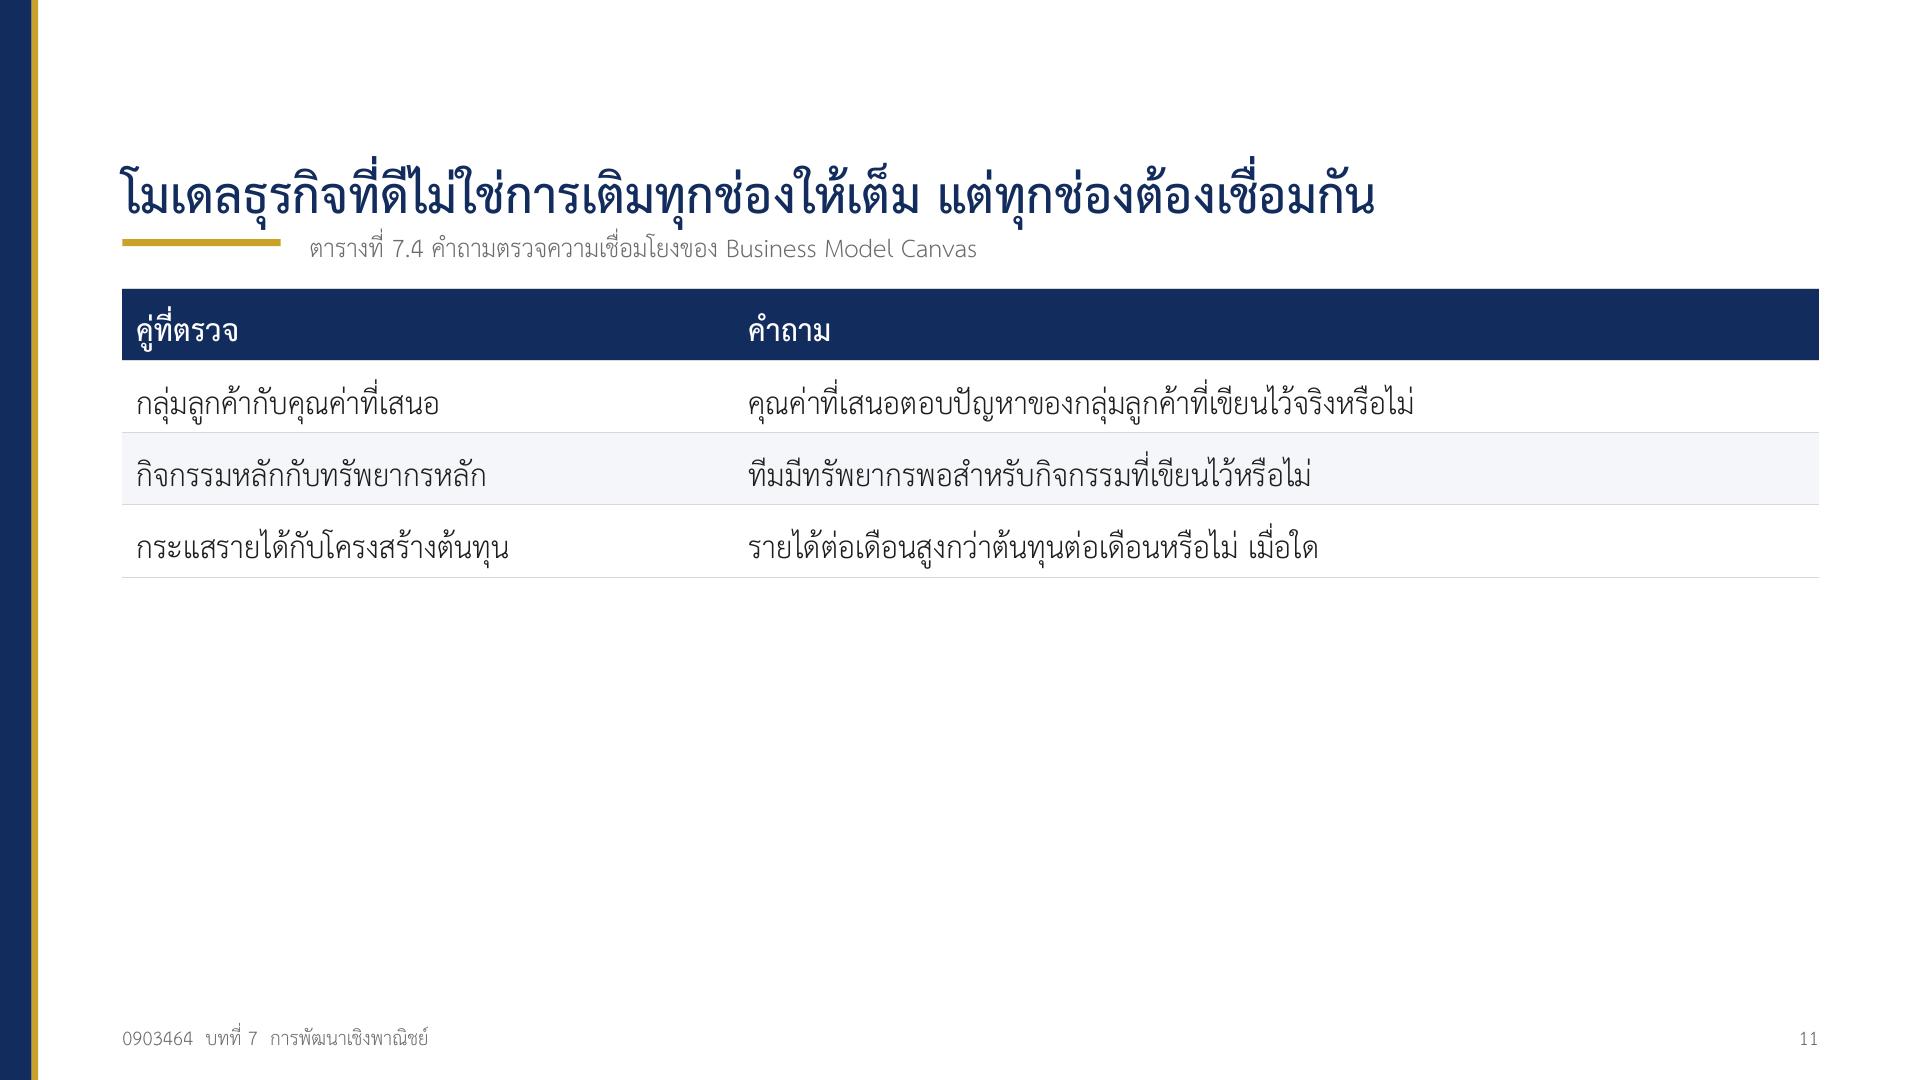 โมเดลธุรกิจที่ดีไม่ใช่การเติมทุกช่องให้เต็ม แต่ทุกช่องต้องเชื่อมกัน
ตารางที่ 7.4 คำถามตรวจความเชื่อมโยงของ Business Model Canvas
คู่ที่ตรวจ คำถาม
กลุ่มลูกค้ากับคุณค่าที่เสนอ คุณค่าที่เสนอตอบปัญหาของกลุ่มลูกค้าที่เขียนไว้จริงหรือไม่
กิจกรรมหลักกับทรัพยากรหลัก ทีมมีทรัพยากรพอสำหรับกิจกรรมที่เขียนไว้หรือไม่
กระแสรายได้กับโครงสร้างต้นทุน รายได้ต่อเดือนสูงกว่าต้นทุนต่อเดือนหรือไม่ เมื่อใด
0903464 บทที่ 7 การพัฒนาเชิงพาณิชย์ 11